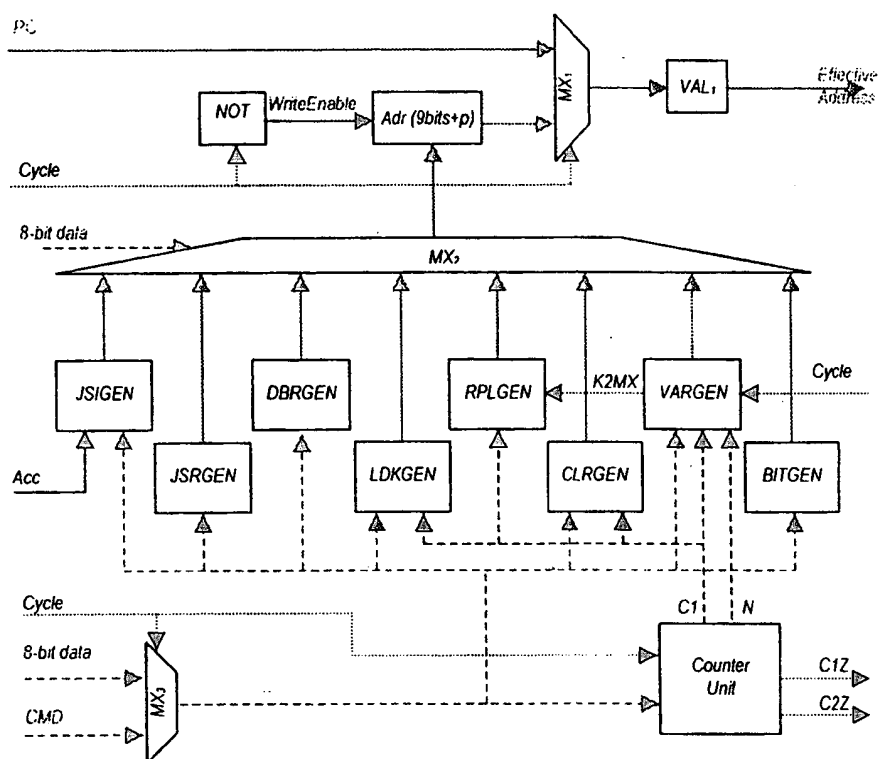 PC
MX₁
VAL₁
Effective
Address
NOT
WriteEnable
Adr (9bits+p)
Cycle
8-bit data
MX₂
JSIGEN
DBRGEN
RPLGEN
K2MX
VARGEN
Cycle
Acc
JSRGEN
LDKGEN
CLRGEN
BITGEN
Cycle
C1
N
8-bit data
MX₃
CMD
Counter
Unit
C1Z
C2Z